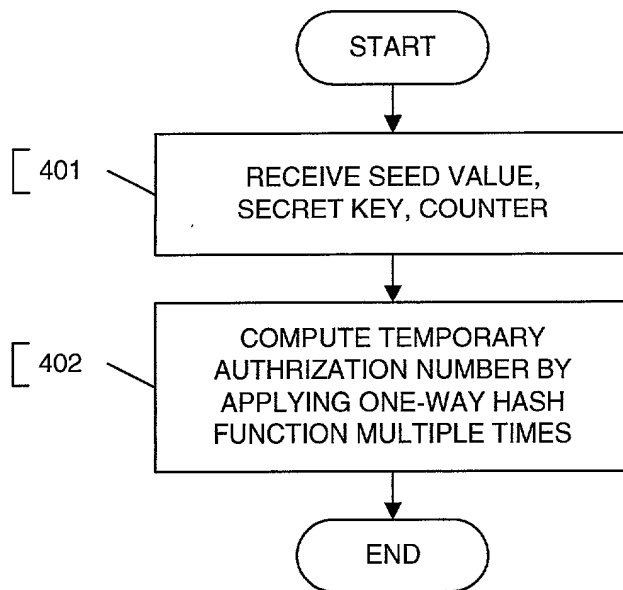 START
401
RECEIVE SEED VALUE,
SECRET KEY, COUNTER
402
COMPUTE TEMPORARY
AUTHRIZATION NUMBER BY
APPLYING ONE-WAY HASH
FUNCTION MULTIPLE TIMES
END